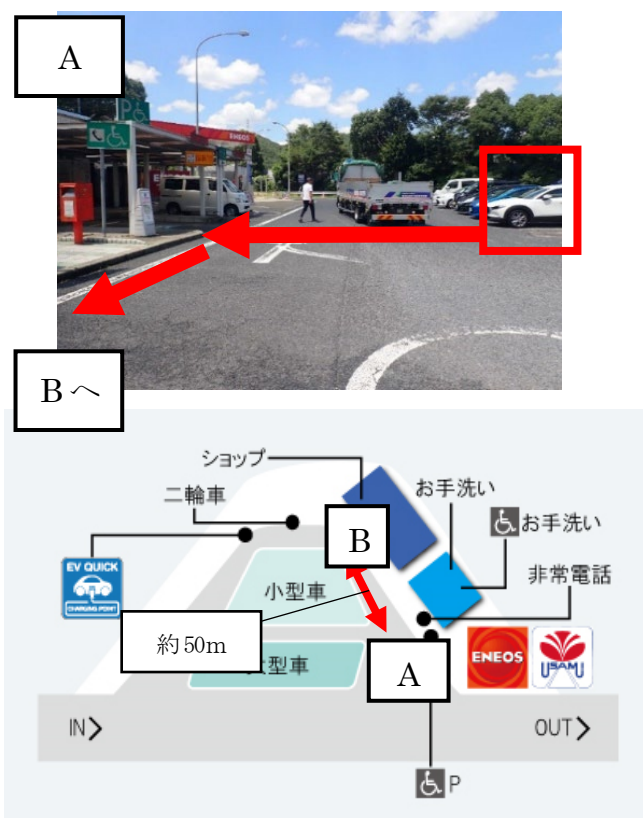 A
P
ENEOS
Bへ
ショップ
お手洗い
二輪車
お手洗い
B
非常電話
EV QUICK
CHARGING POINT
小型車
約50m
型車
A
ENEOS
USAMI
IN
OUT
P